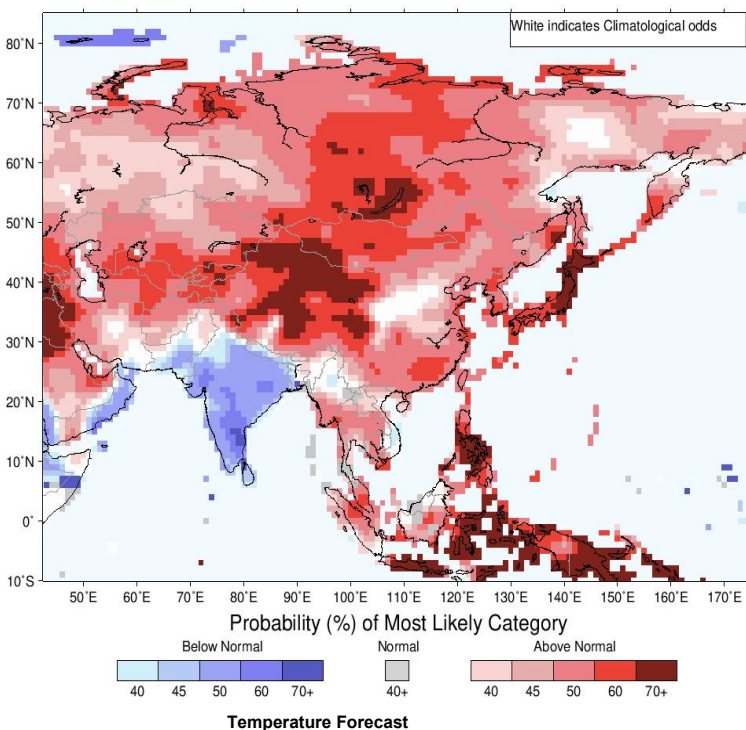 White indicates Climatological odds
80˚N
70˚N
60˚N
50˚N
40˚N
30˚N
20˚N
10˚N
0˚
10˚S
50˚E 60˚E 70˚E 80˚E 90˚E 100˚E 110˚E 120˚E 130˚E 140˚E 150˚E 160˚E 170˚E
Probability (%) of Most Likely Category
Below Normal Normal Above Normal
40 45 50 60 70+ 40+ 40 45 50 60 70+
Temperature Forecast